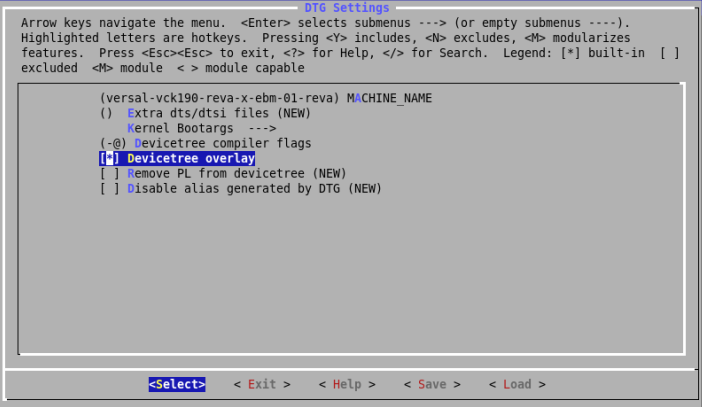 DTG Settings
Arrow keys navigate the menu.  <Enter> selects submenus ---> (or empty submenus ----).
Highlighted letters are hotkeys.  Pressing <Y> includes, <N> excludes, <M> modularizes
features.  Press <Esc><Esc> to exit, <?> for Help, </> for Search.  Legend: [*] built-in  [ ]
excluded  <M> module  < > module capable
(versal-vck190-reva-x-ebm-01-reva) MACHINE_NAME
()  Extra dts/dtsi files (NEW)
Kernel Bootargs  --->
(-@) Devicetree compiler flags
[*] Devicetree overlay
[ ] Remove PL from devicetree (NEW)
[ ] Disable alias generated by DTG (NEW)
<Select>    < Exit >    < Help >    < Save >    < Load >